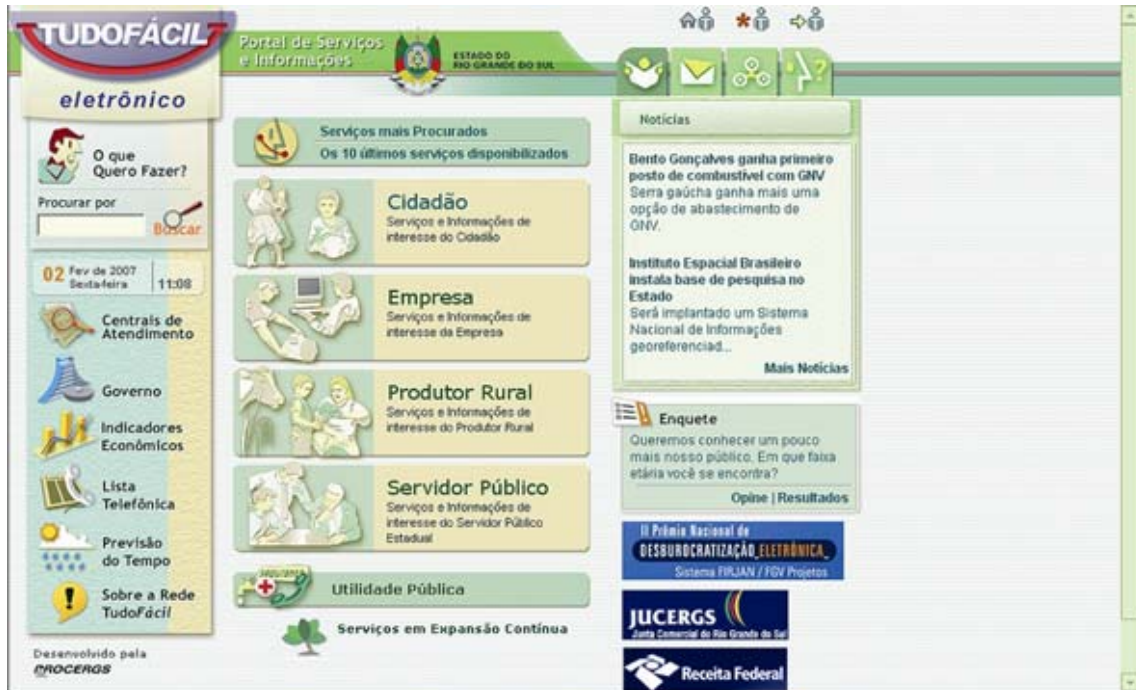 TUDOFÁCIL
eletrônico
Portal de Serviços
e Informações
ESTADO DO
RIO GRANDE DO SUL
O que
Quero Fazer?
Procurar por
Buscar
02 Fev de 2007
Sexta-feira
11:08
Centrais de
Atendimento
Governo
Indicadores
Econômicos
Lista
Telefônica
Previsão
do Tempo
Sobre a Rede
TudoFácil
Desenvolvido pela
PROCERGS
Serviços mais Procurados
Os 10 últimos serviços disponibilizados
Cidadão
Serviços e Informações de
interesse do Cidadão
Empresa
Serviços e Informações de
interesse da Empresa
Produtor Rural
Serviços e Informações de
interesse do Produtor Rural
Servidor Público
Serviços e Informações de
interesse do Servidor Público
Estadual
Utilidade Pública
Serviços em Expansão Contínua
Notícias
Bento Gonçalves ganha primeiro
posto de combustível com GNV
Serra gaúcha ganha mais uma
opção de abastecimento de
GNV.
Instituto Espacial Brasileiro
instala base de pesquisa no
Estado
Será implantado um Sistema
Nacional de Informações
georeferenciad...
Mais Notícias
Enquete
Queremos conhecer um pouco
mais nosso público. Em que faixa
etária você se encontra?
Opine | Resultados
II Prêmio Nacional de
DESBUROCRATIZAÇÃO_ELETRÔNICA_
Sistema FIRJAN / FGV Projetos
JUCERGS
Junta Comercial do Rio Grande do Sul
Receita Federal